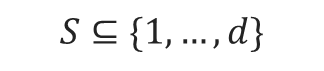 S ⊆ {1, … , d}